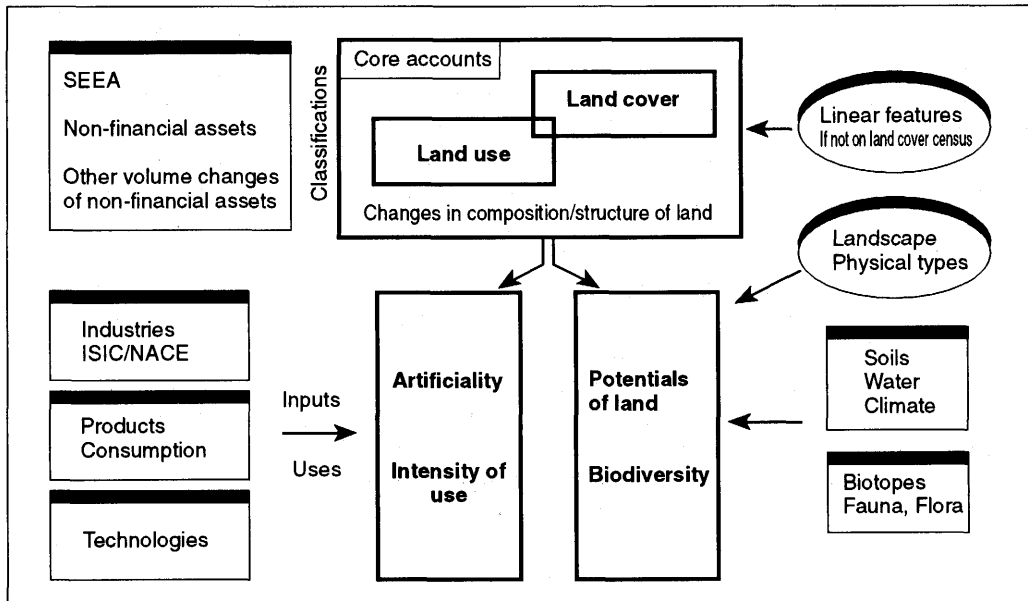 SEEA
Non-financial assets
Other volume changes
of non-financial assets
Classifications
Core accounts
Land cover
Land use
Changes in composition/structure of land
Linear features
If not on land cover census
Landscape
Physical types
Industries
ISIC/NACE
Products
Consumption
Technologies
Inputs
Uses
Artificiality
Intensity of
use
Potentials
of land
Biodiversity
Soils
Water
Climate
Biotopes
Fauna, Flora